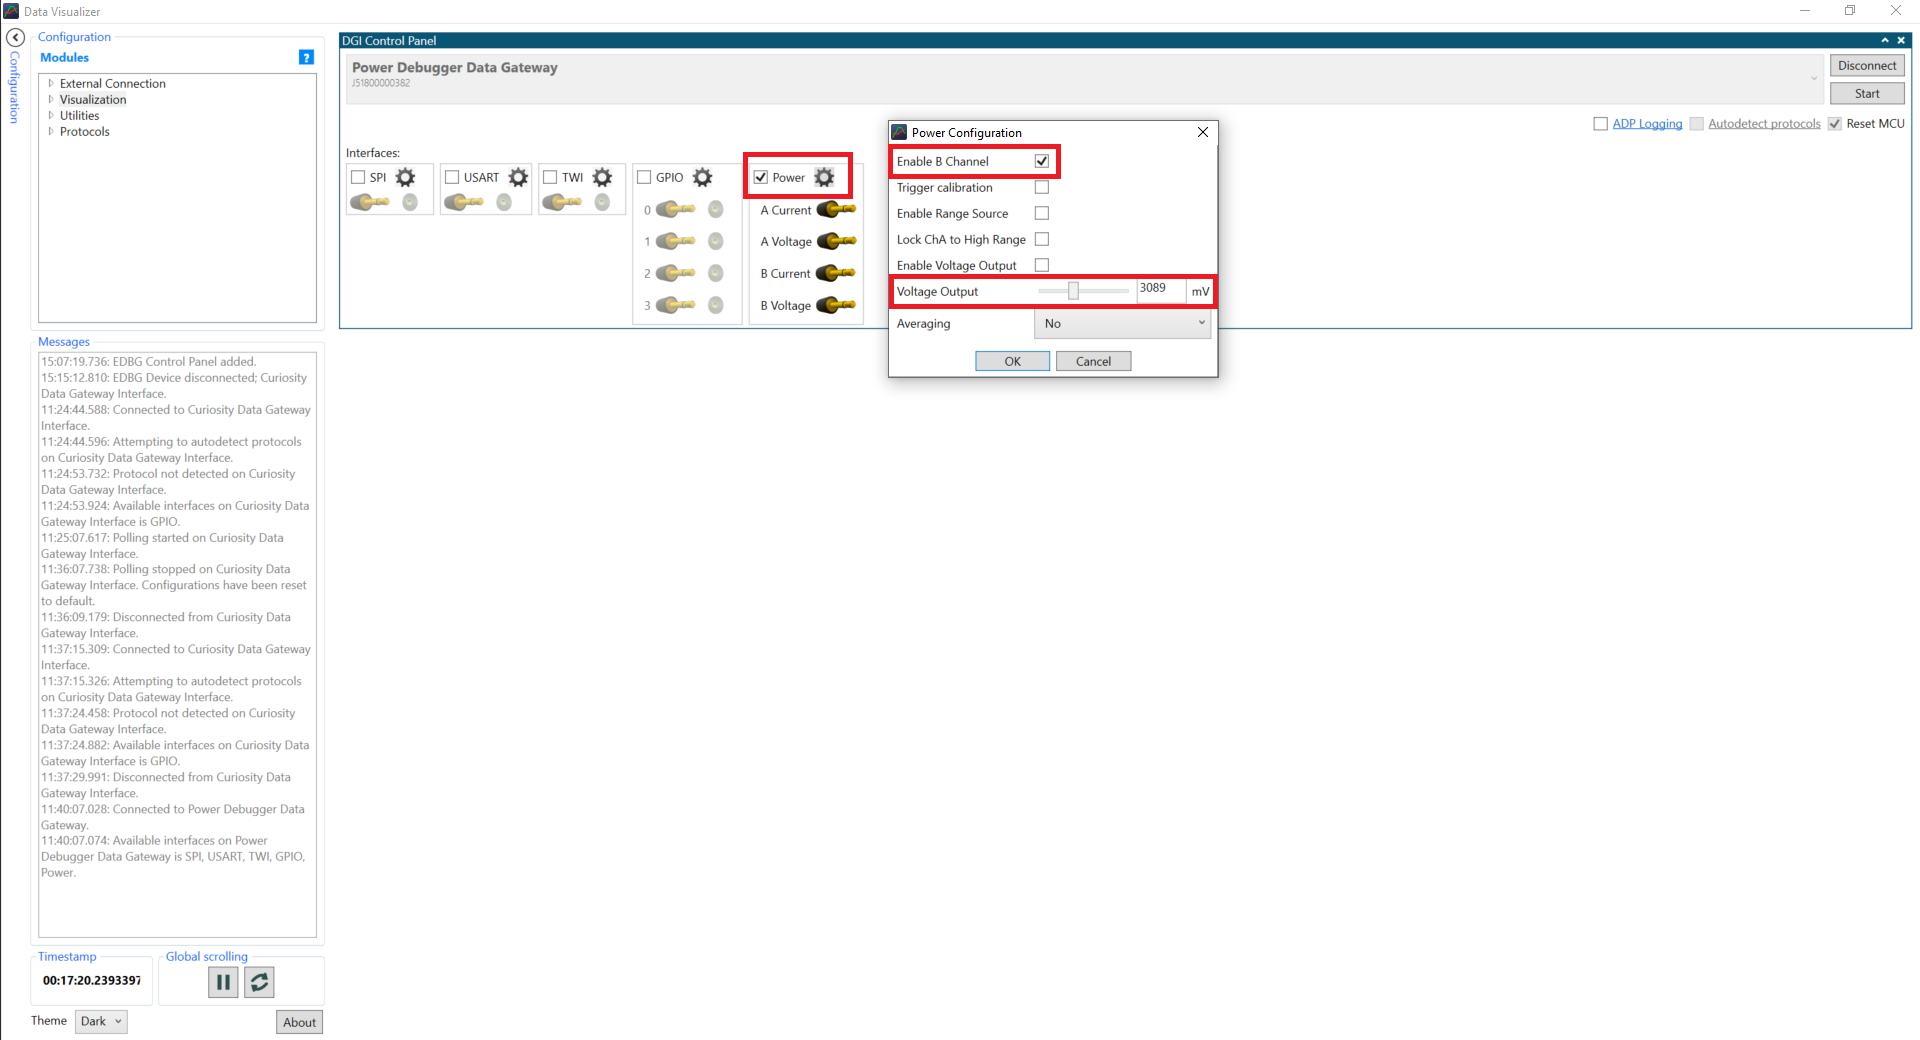 Data Visualizer
Configuration
Configuration
Modules
?
External Connection
Visualization
Utilities
Protocols
DGI Control Panel
Power Debugger Data Gateway
J51800000382
Disconnect
Start
ADP Logging
Autodetect protocols
Reset MCU
Interfaces:
SPI
USART
TWI
GPIO
0
1
2
3
Power
A Current
A Voltage
B Current
B Voltage
Power Configuration
Enable B Channel
Trigger calibration
Enable Range Source
Lock ChA to High Range
Enable Voltage Output
Voltage Output 3089 mV
Averaging No
OK Cancel
Messages
15:07:19.736: EDBG Control Panel added.
15:15:12.810: EDBG Device disconnected; Curiosity
Data Gateway Interface.
11:24:44.588: Connected to Curiosity Data Gateway
Interface.
11:24:44.596: Attempting to autodetect protocols
on Curiosity Data Gateway Interface.
11:24:53.732: Protocol not detected on Curiosity
Data Gateway Interface.
11:24:53.924: Available interfaces on Curiosity Data
Gateway Interface is GPIO.
11:25:07.617: Polling started on Curiosity Data
Gateway Interface.
11:36:07.738: Polling stopped on Curiosity Data
Gateway Interface. Configurations have been reset
to default.
11:36:09.179: Disconnected from Curiosity Data
Gateway Interface.
11:37:15.309: Connected to Curiosity Data Gateway
Interface.
11:37:15.326: Attempting to autodetect protocols
on Curiosity Data Gateway Interface.
11:37:24.458: Protocol not detected on Curiosity
Data Gateway Interface.
11:37:24.882: Available interfaces on Curiosity Data
Gateway Interface is GPIO.
11:37:29.991: Disconnected from Curiosity Data
Gateway Interface.
11:40:07.028: Connected to Power Debugger Data
Gateway.
11:40:07.074: Available interfaces on Power
Debugger Data Gateway is SPI, USART, TWI, GPIO,
Power.
Timestamp
00:17:20.2393397
Global scrolling
Theme Dark
About